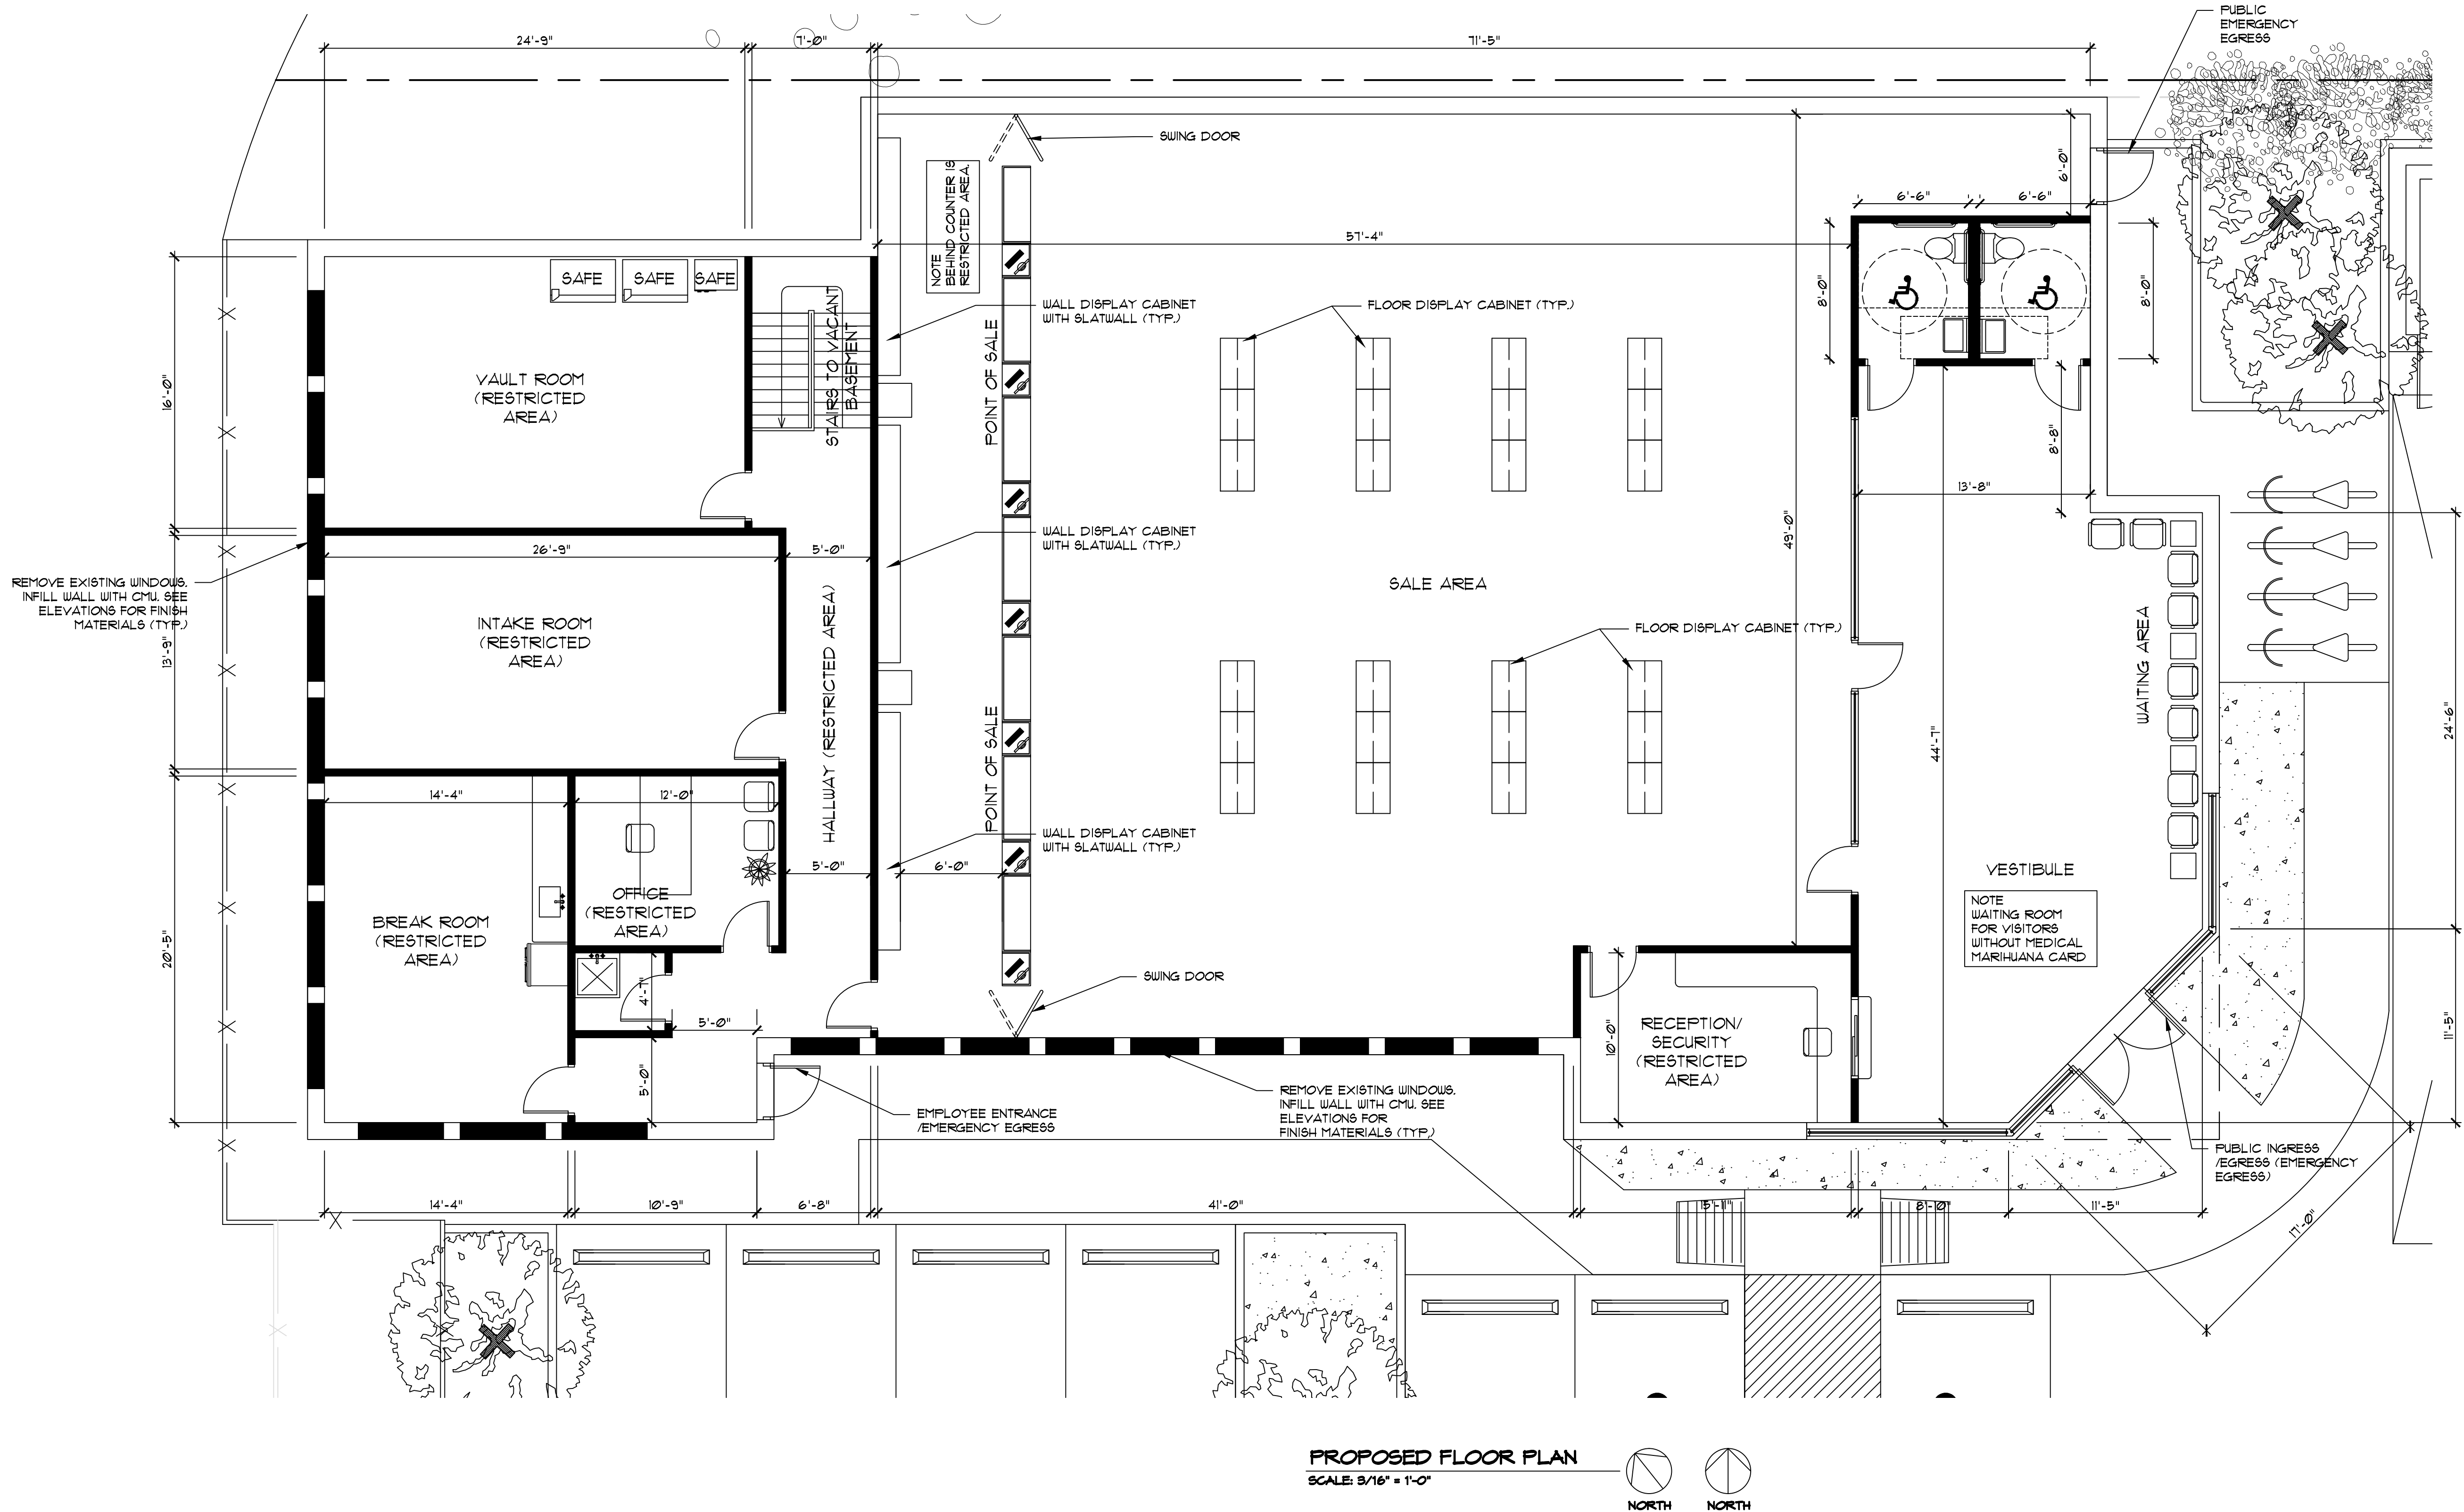 PUBLIC
EMERGENCY
EGRESS
24'-9"
7'-0"
71'-5"
SWING DOOR
NOTE
BEHIND COUNTER IS
RESTRICTED AREA.
6'-0"
6'-6"
6'-6"
57'-4"
SAFE
SAFE
SAFE
8'-0"
8'-0"
WALL DISPLAY CABINET
WITH SLATWALL (TYP.)
FLOOR DISPLAY CABINET (TYP.)
STAIRS TO VACANT
BASEMENT
POINT OF SALE
VAULT ROOM
(RESTRICTED
AREA)
16'-0"
8'-8"
13'-8"
49'-0"
WALL DISPLAY CABINET
WITH SLATWALL (TYP.)
26'-9"
5'-0"
REMOVE EXISTING WINDOWS.
INFILL WALL WITH CMU. SEE
ELEVATIONS FOR FINISH
MATERIALS (TYP.)
SALE AREA
INTAKE ROOM
(RESTRICTED
AREA)
13'-9"
HALLWAY (RESTRICTED AREA)
FLOOR DISPLAY CABINET (TYP.)
WAITING AREA
24'-6"
44'-7"
POINT OF SALE
14'-4"
12'-0"
WALL DISPLAY CABINET
WITH SLATWALL (TYP.)
5'-0"
6'-0"
VESTIBULE
OFFICE
(RESTRICTED
AREA)
BREAK ROOM
(RESTRICTED
AREA)
20'-5"
NOTE
WAITING ROOM
FOR VISITORS
WITHOUT MEDICAL
MARIHUANA CARD
SWING DOOR
4'-7"
5'-0"
RECEPTION/
SECURITY
(RESTRICTED
AREA)
10'-0"
11'-5"
5'-0"
EMPLOYEE ENTRANCE
/EMERGENCY EGRESS
REMOVE EXISTING WINDOWS.
INFILL WALL WITH CMU. SEE
ELEVATIONS FOR
FINISH MATERIALS (TYP.)
PUBLIC INGRESS
/EGRESS (EMERGENCY
EGRESS)
14'-4"
10'-9"
6'-8"
41'-0"
15'-11"
8'-10"
11'-5"
17'-0"
PROPOSED FLOOR PLAN
SCALE: 3/16" = 1'-0"
NORTH
NORTH